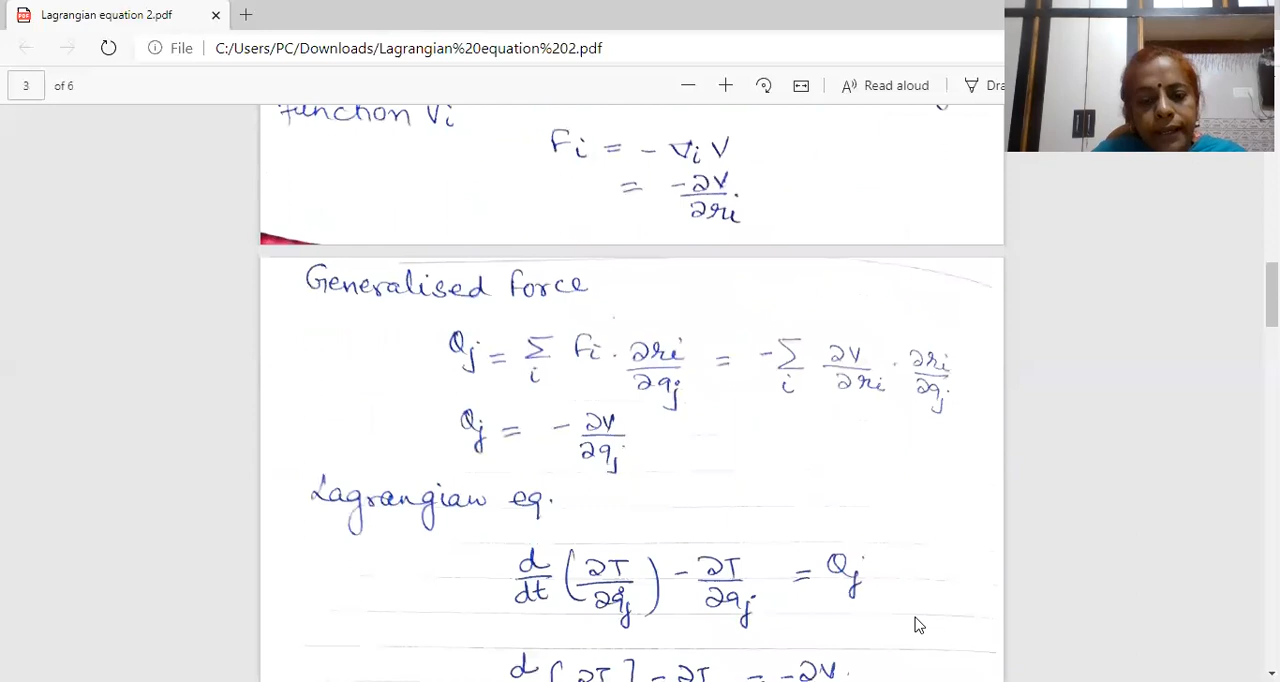 Lagrangian equation 2.pdf
File C:/Users/PC/Downloads/Lagrangian%20equation%202.pdf
3 of 6 Read aloud Dra
function Vi
Fi = - ∇i V
= -∂V/∂ri
Generalised force
Qj = Σi Fi · ∂ri/∂qj = -Σi ∂V/∂ri · ∂ri/∂qj
Qj = - ∂V/∂qj
Lagrangian eq.
d/dt (∂T/∂q̇j) - ∂T/∂qj = Qj
d [∂T ] - ∂T = -∂V.